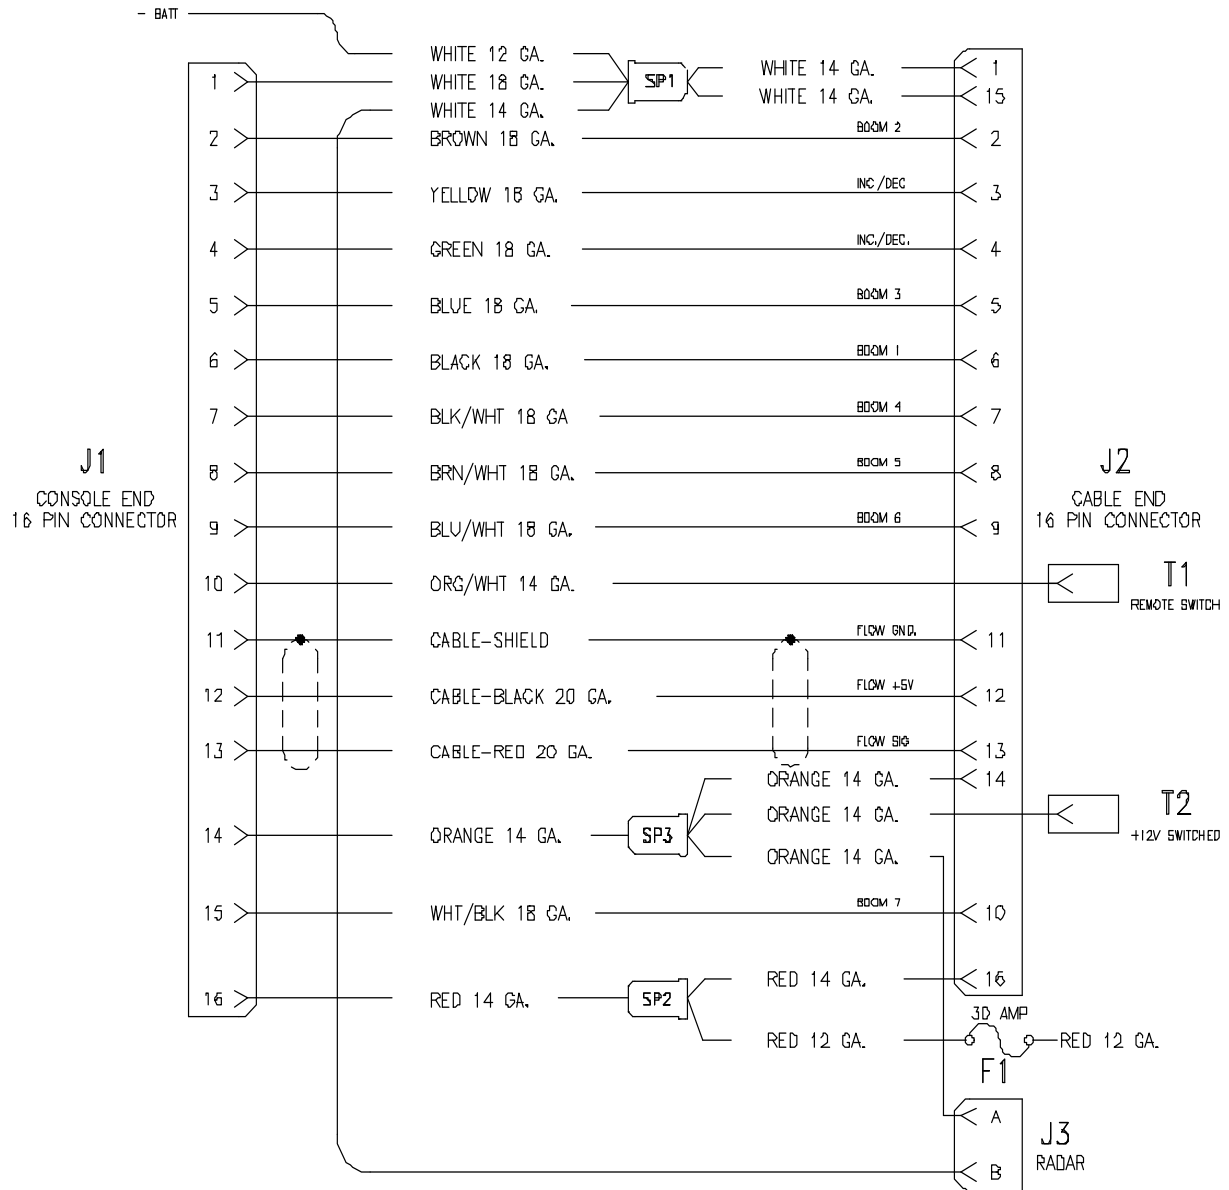 - BATT
WHITE 12 GA.
1 WHITE 18 GA. SP1 WHITE 14 GA. 1
WHITE 14 GA. WHITE 14 GA. 15
2 BROWN 18 GA. BOOM 2 2
3 YELLOW 18 GA. INC/DEC 3
4 GREEN 18 GA. INC./DEC. 4
5 BLUE 18 GA. BOOM 3 5
6 BLACK 18 GA. BOOM 1 6
7 BLK/WHT 18 GA BOOM 4 7
J1
CONSOLE END
16 PIN CONNECTOR
J2
CABLE END
16 PIN CONNECTOR
8 BRN/WHT 18 GA. BOOM 5 8
9 BLU/WHT 18 GA. BOOM 6 9
10 ORG/WHT 14 GA. T1
REMOTE SWITCH
11 CABLE-SHIELD FLOW GND. 11
12 CABLE-BLACK 20 GA. FLOW +5V 12
13 CABLE-RED 20 GA. FLOW SIG 13
ORANGE 14 GA. 14
ORANGE 14 GA. T2
+12V SWITCHED
14 ORANGE 14 GA. SP3
ORANGE 14 GA.
15 WHT/BLK 18 GA. BOOM 7 10
RED 14 GA. 16
16 RED 14 GA. SP2
30 AMP
RED 12 GA. RED 12 GA.
F1
A
J3
RADAR
B